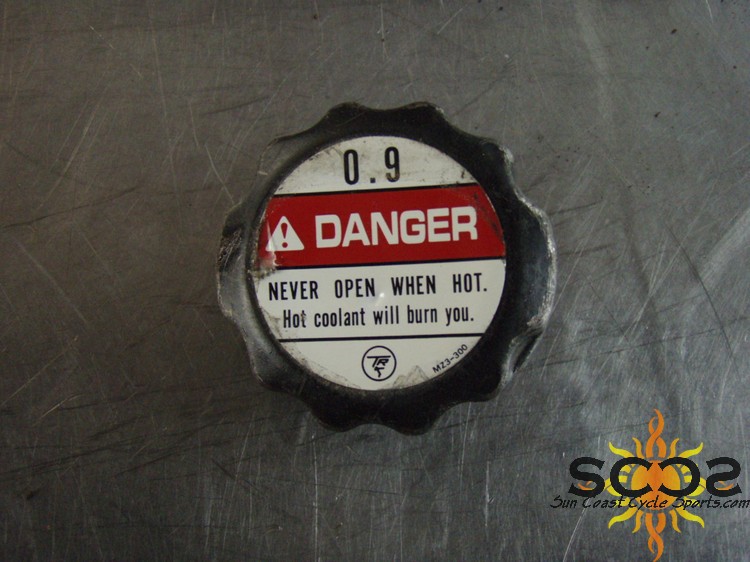 0.9
DANGER
NEVER OPEN WHEN HOT.
Hot coolant will burn you.
TR
MZ3-300
SCCS
Sun Coast Cycle Sports.com